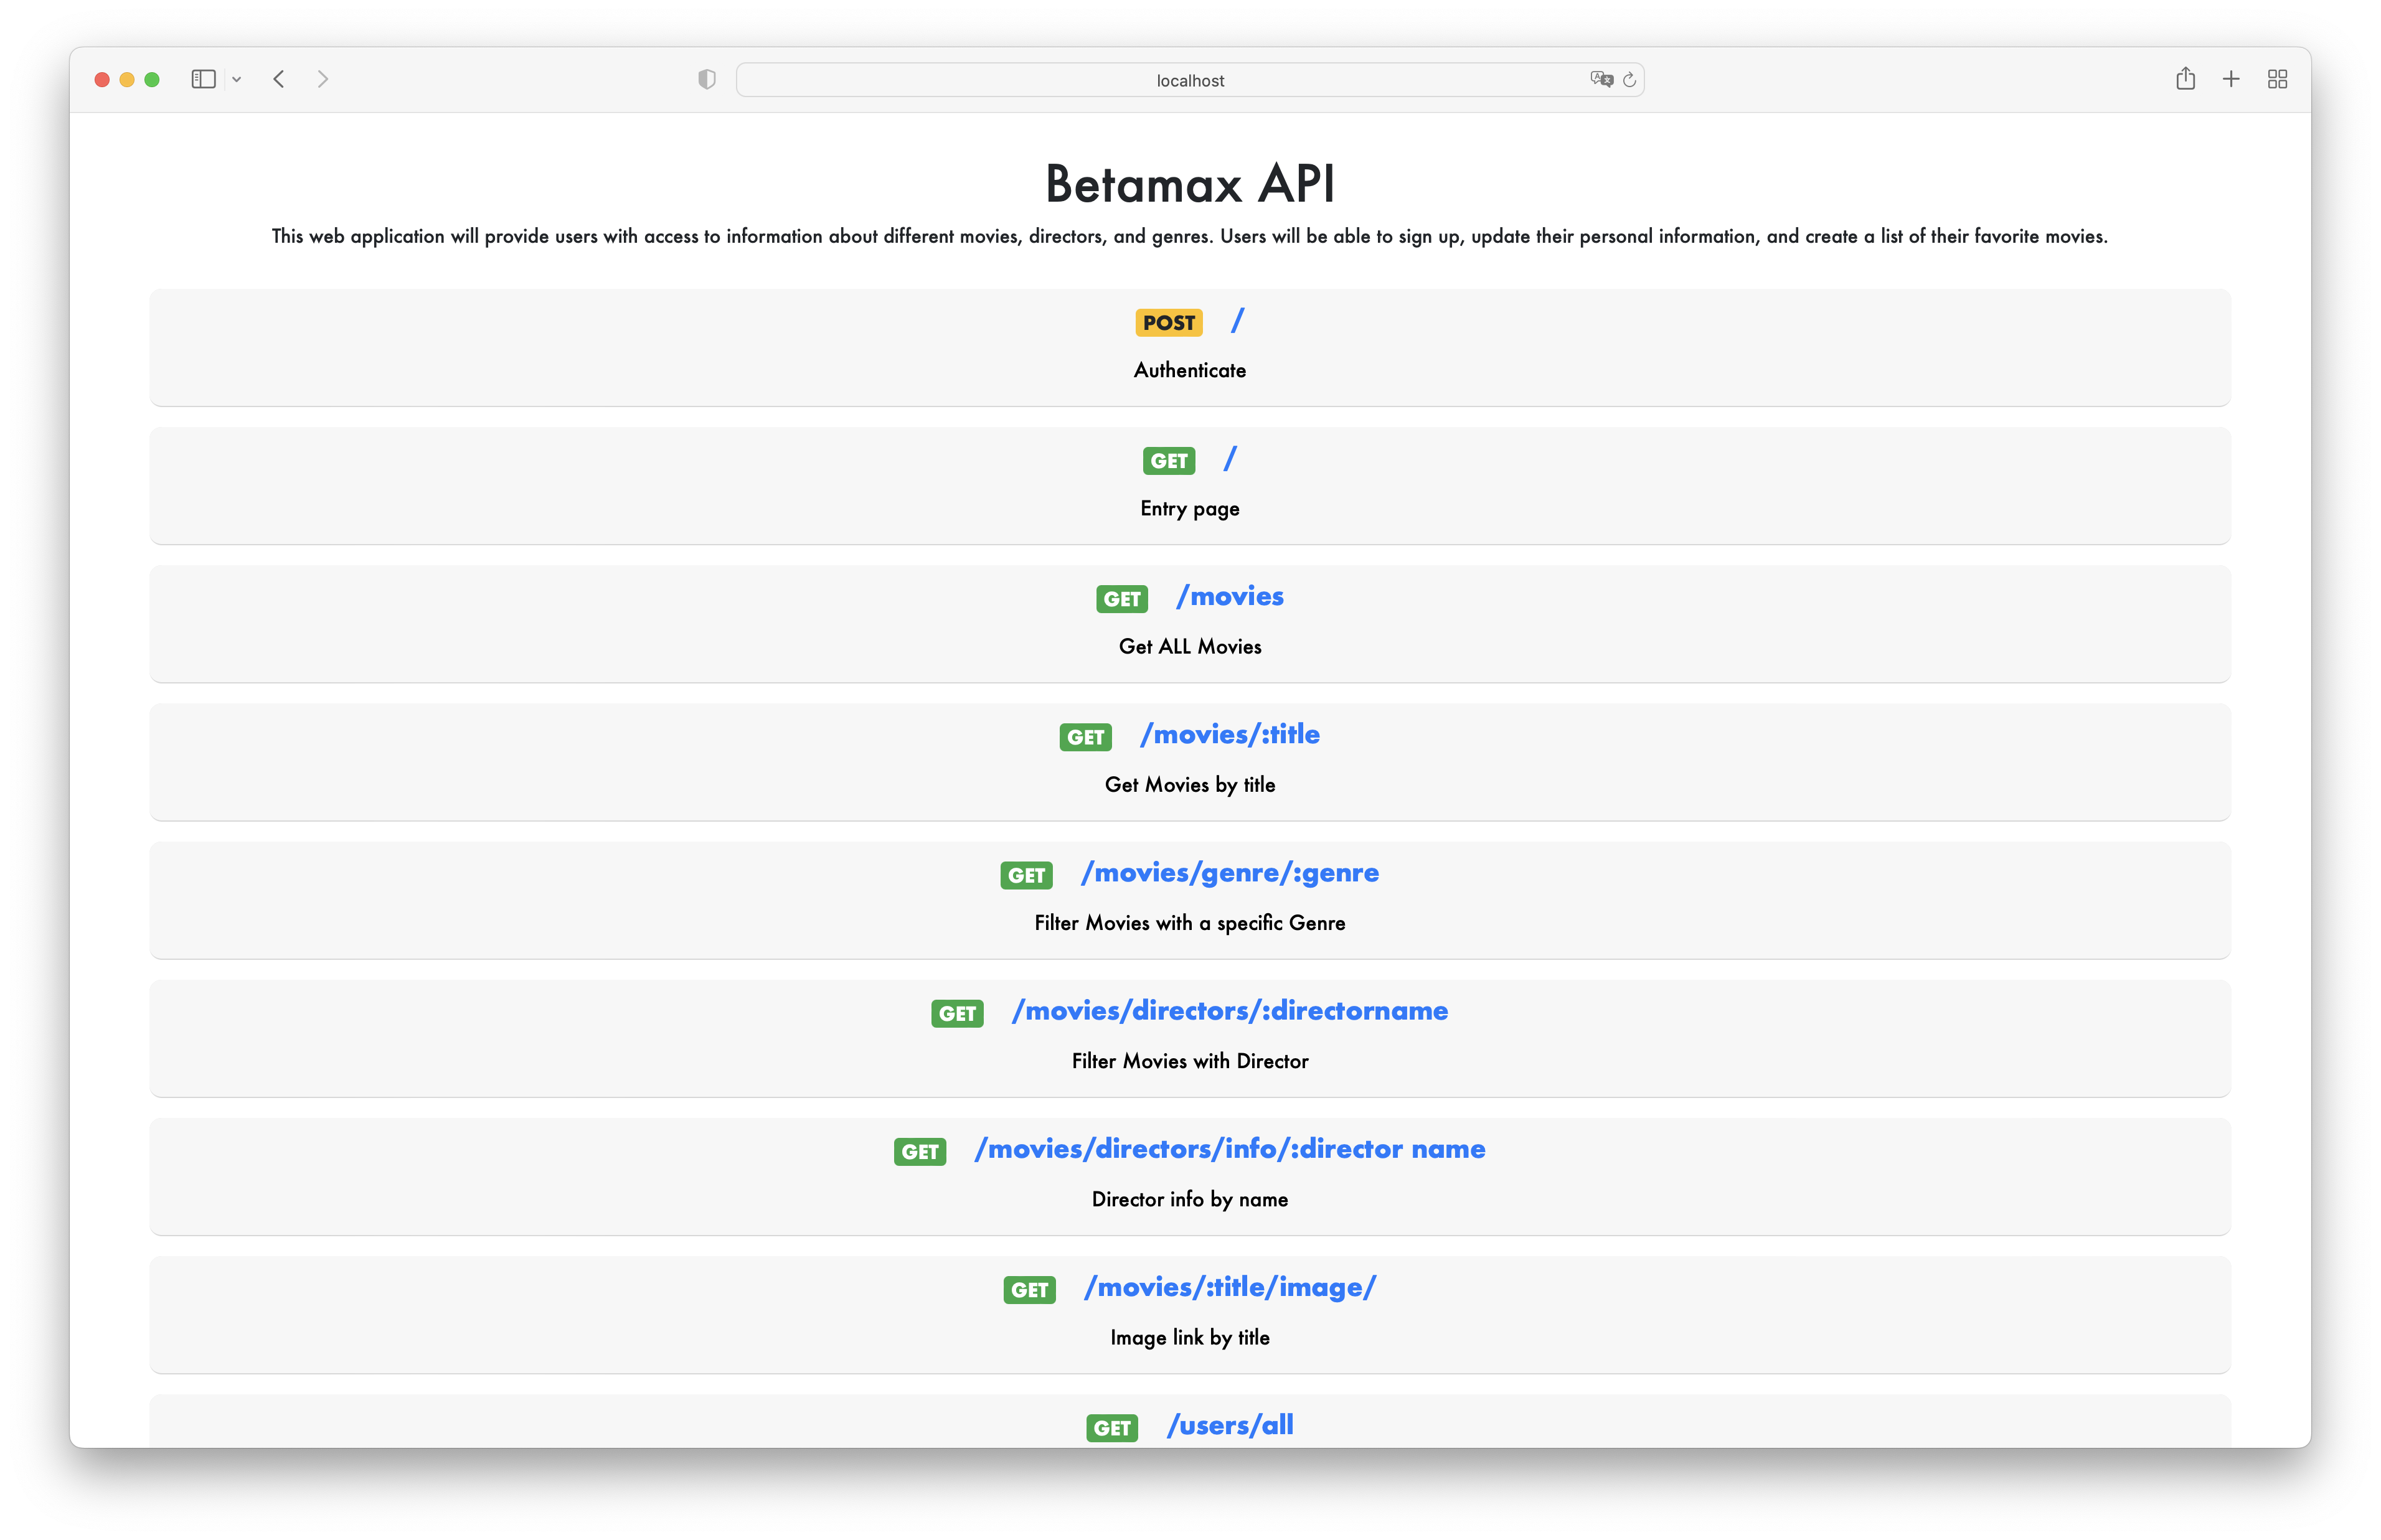 localhost
Betamax API
This web application will provide users with access to information about different movies, directors, and genres. Users will be able to sign up, update their personal information, and create a list of their favorite movies.
POST /
Authenticate
GET /
Entry page
GET /movies
Get ALL Movies
GET /movies/:title
Get Movies by title
GET /movies/genre/:genre
Filter Movies with a specific Genre
GET /movies/directors/:directorname
Filter Movies with Director
GET /movies/directors/info/:director name
Director info by name
GET /movies/:title/image/
Image link by title
GET /users/all